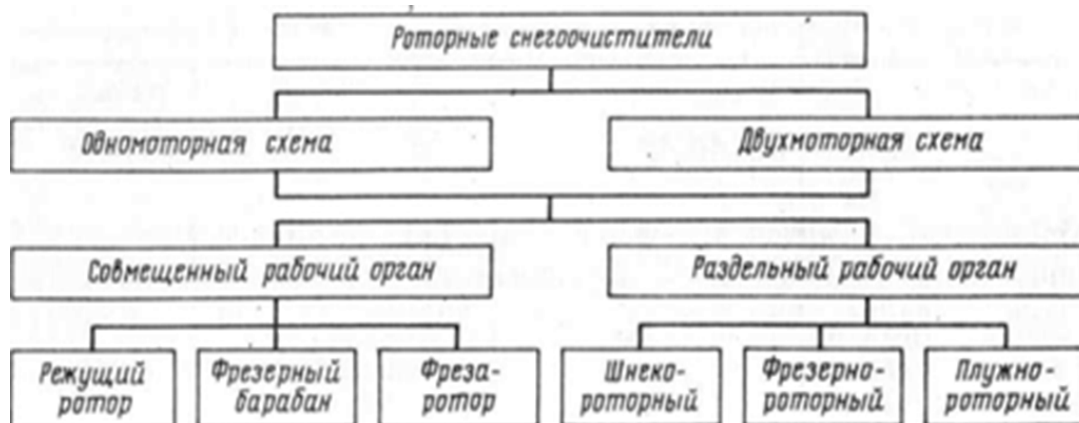 Роторные снегоочистители
Одномоторная схема
Двухмоторная схема
Совмещенный рабочий орган
Раздельный рабочий орган
Режущий
ротор
Фрезерный
барабан
Фреза-
ротор
Шнеко-
роторный
Фрезерно-
роторный
Плужно-
роторный